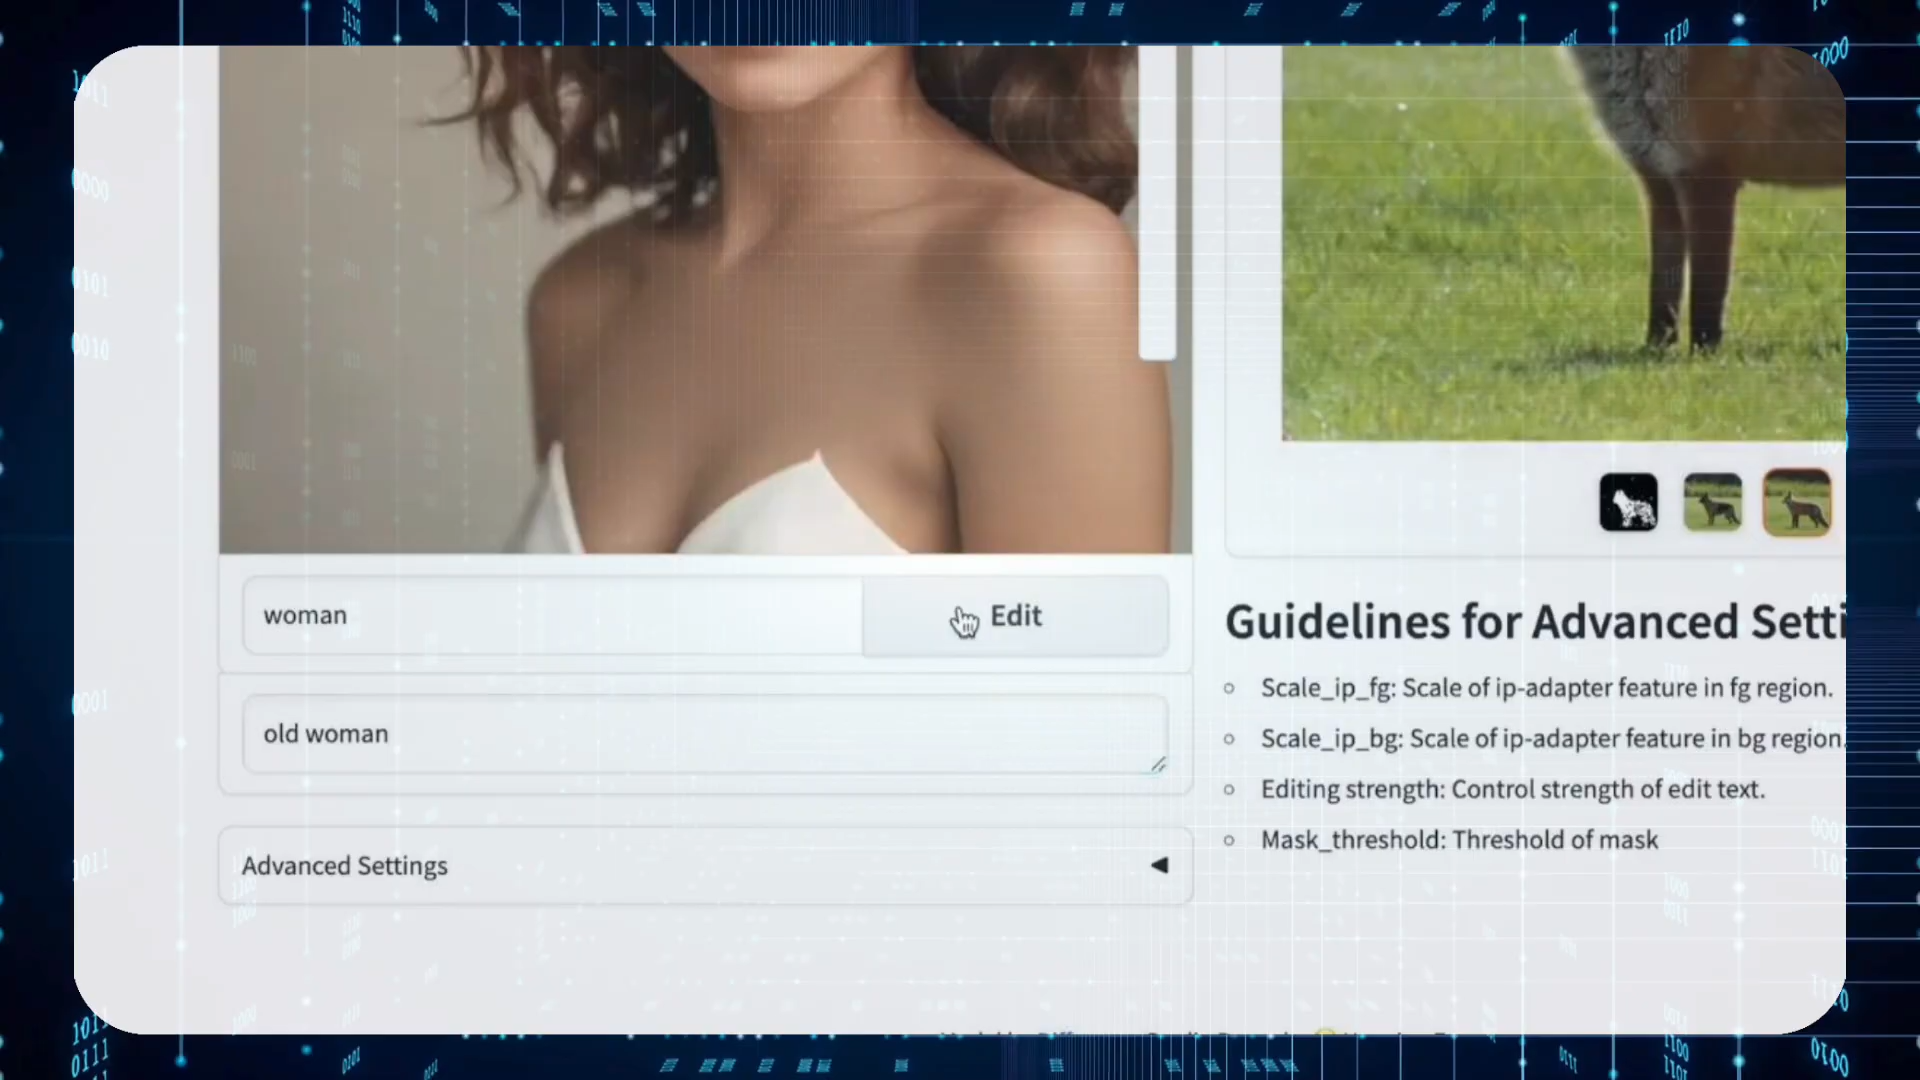 woman
Edit
old woman
Advanced Settings
Guidelines for Advanced Setti
Scale_ip_fg: Scale of ip-adapter feature in fg region.
Scale_ip_bg: Scale of ip-adapter feature in bg region.
Editing strength: Control strength of edit text.
Mask_threshold: Threshold of mask